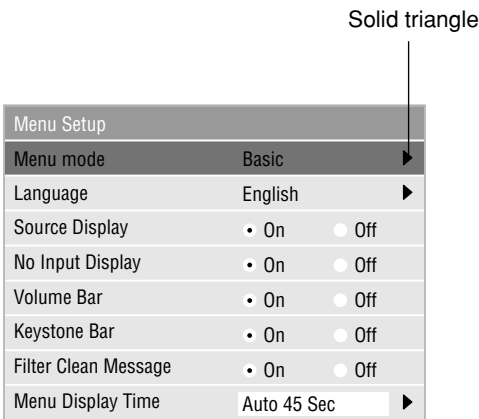 Solid triangle
Menu Setup
Menu mode Basic
Language English
Source Display On Off
No Input Display On Off
Volume Bar On Off
Keystone Bar On Off
Filter Clean Message On Off
Menu Display Time Auto 45 Sec